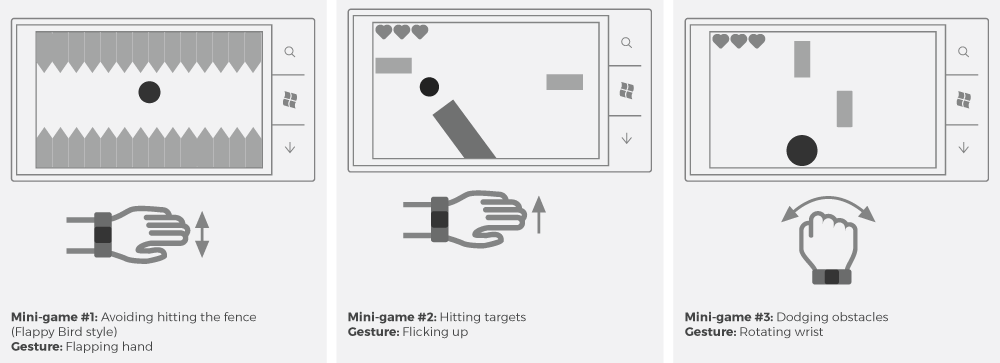 Mini-game #1: Avoiding hitting the fence
(Flappy Bird style)
Gesture: Flapping hand
Mini-game #2: Hitting targets
Gesture: Flicking up
Mini-game #3: Dodging obstacles
Gesture: Rotating wrist